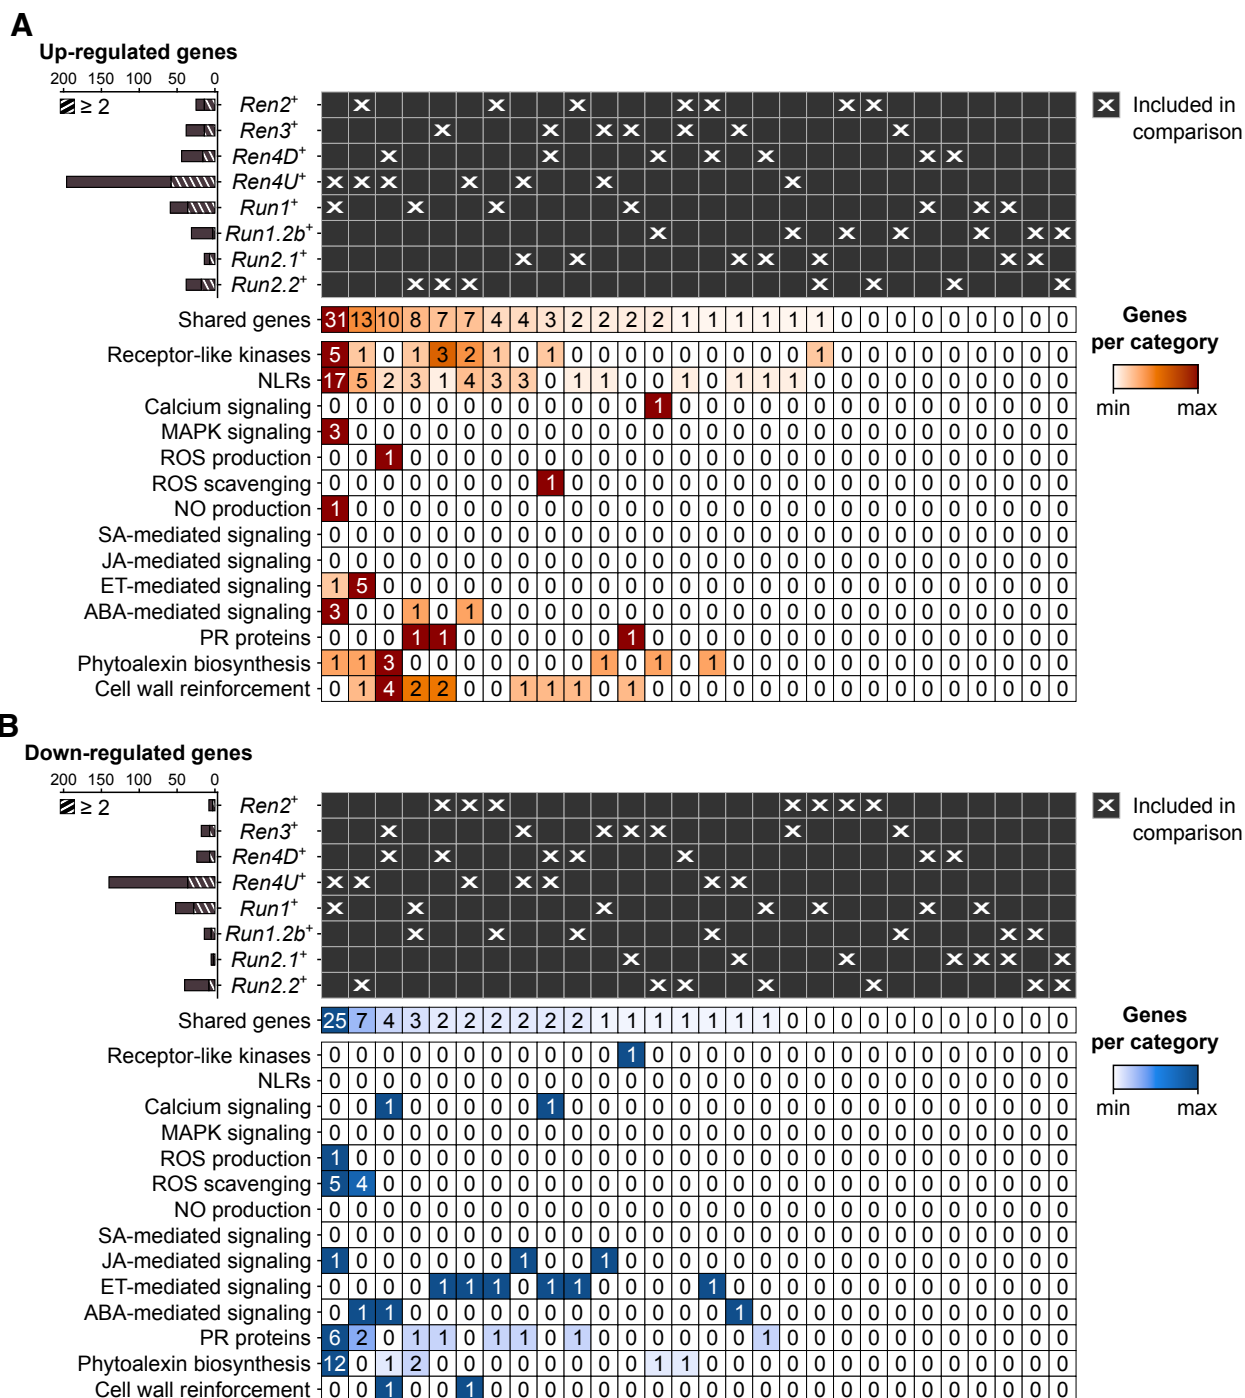 A
Up-regulated genes
200 150 100 50 0
≥ 2
Ren2+
Ren3+
Ren4D+
Ren4U+
Run1+
Run1.2b+
Run2.1+
Run2.2+
X Included in
comparison
Shared genes 31 13 10 8 7 7 4 4 3 2 2 2 2 1 1 1 1 1 1 0 0 0 0 0 0 0 0 0
Receptor-like kinases 5 1 0 1 3 2 1 0 1 0 0 0 0 0 0 0 0 0 1 0 0 0 0 0 0 0 0 0
NLRs 17 5 2 3 1 4 3 3 0 1 1 0 0 1 0 1 1 1 0 0 0 0 0 0 0 0 0 0
Calcium signaling 0 0 0 0 0 0 0 0 0 0 0 0 1 0 0 0 0 0 0 0 0 0 0 0 0 0 0 0
MAPK signaling 3 0 0 0 0 0 0 0 0 0 0 0 0 0 0 0 0 0 0 0 0 0 0 0 0 0 0 0
ROS production 0 0 1 0 0 0 0 0 0 0 0 0 0 0 0 0 0 0 0 0 0 0 0 0 0 0 0 0
ROS scavenging 0 0 0 0 0 0 0 0 1 0 0 0 0 0 0 0 0 0 0 0 0 0 0 0 0 0 0 0
NO production 1 0 0 0 0 0 0 0 0 0 0 0 0 0 0 0 0 0 0 0 0 0 0 0 0 0 0 0
SA-mediated signaling 0 0 0 0 0 0 0 0 0 0 0 0 0 0 0 0 0 0 0 0 0 0 0 0 0 0 0 0
JA-mediated signaling 0 0 0 0 0 0 0 0 0 0 0 0 0 0 0 0 0 0 0 0 0 0 0 0 0 0 0 0
ET-mediated signaling 1 5 0 0 0 0 0 0 0 0 0 0 0 0 0 0 0 0 0 0 0 0 0 0 0 0 0 0
ABA-mediated signaling 3 0 0 1 0 1 0 0 0 0 0 0 0 0 0 0 0 0 0 0 0 0 0 0 0 0 0 0
PR proteins 0 0 0 1 1 0 0 0 0 0 0 1 0 0 0 0 0 0 0 0 0 0 0 0 0 0 0 0
Phytoalexin biosynthesis 1 1 3 0 0 0 0 0 0 0 1 0 1 0 1 0 0 0 0 0 0 0 0 0 0 0 0 0
Cell wall reinforcement 0 1 4 2 2 0 0 1 1 1 0 1 0 0 0 0 0 0 0 0 0 0 0 0 0 0 0 0
Genes
per category
min max
B
Down-regulated genes
200 150 100 50 0
≥ 2
Ren2+
Ren3+
Ren4D+
Ren4U+
Run1+
Run1.2b+
Run2.1+
Run2.2+
X Included in
comparison
Shared genes 25 7 4 3 2 2 2 2 2 2 1 1 1 1 1 1 1 0 0 0 0 0 0 0 0 0 0 0
Receptor-like kinases 0 0 0 0 0 0 0 0 0 0 0 1 0 0 0 0 0 0 0 0 0 0 0 0 0 0 0 0
NLRs 0 0 0 0 0 0 0 0 0 0 0 0 0 0 0 0 0 0 0 0 0 0 0 0 0 0 0 0
Calcium signaling 0 0 1 0 0 0 0 0 1 0 0 0 0 0 0 0 0 0 0 0 0 0 0 0 0 0 0 0
MAPK signaling 0 0 0 0 0 0 0 0 0 0 0 0 0 0 0 0 0 0 0 0 0 0 0 0 0 0 0 0
ROS production 1 0 0 0 0 0 0 0 0 0 0 0 0 0 0 0 0 0 0 0 0 0 0 0 0 0 0 0
ROS scavenging 5 4 0 0 0 0 0 0 0 0 0 0 0 0 0 0 0 0 0 0 0 0 0 0 0 0 0 0
NO production 0 0 0 0 0 0 0 0 0 0 0 0 0 0 0 0 0 0 0 0 0 0 0 0 0 0 0 0
SA-mediated signaling 0 0 0 0 0 0 0 0 0 0 0 0 0 0 0 0 0 0 0 0 0 0 0 0 0 0 0 0
JA-mediated signaling 1 0 0 0 0 0 0 1 0 0 1 0 0 0 0 0 0 0 0 0 0 0 0 0 0 0 0 0
ET-mediated signaling 0 0 0 0 1 1 1 0 1 1 0 0 0 0 1 0 0 0 0 0 0 0 0 0 0 0 0 0
ABA-mediated signaling 0 1 1 0 0 0 0 0 0 0 0 0 0 0 0 1 0 0 0 0 0 0 0 0 0 0 0 0
PR proteins 6 2 0 1 1 0 1 1 0 1 0 0 0 0 0 0 1 0 0 0 0 0 0 0 0 0 0 0
Phytoalexin biosynthesis 12 0 1 2 0 0 0 0 0 0 0 0 1 1 0 0 0 0 0 0 0 0 0 0 0 0 0 0
Cell wall reinforcement 0 0 1 0 0 1 0 0 0 0 0 0 0 0 0 0 0 0 0 0 0 0 0 0 0 0 0 0
Genes
per category
min max